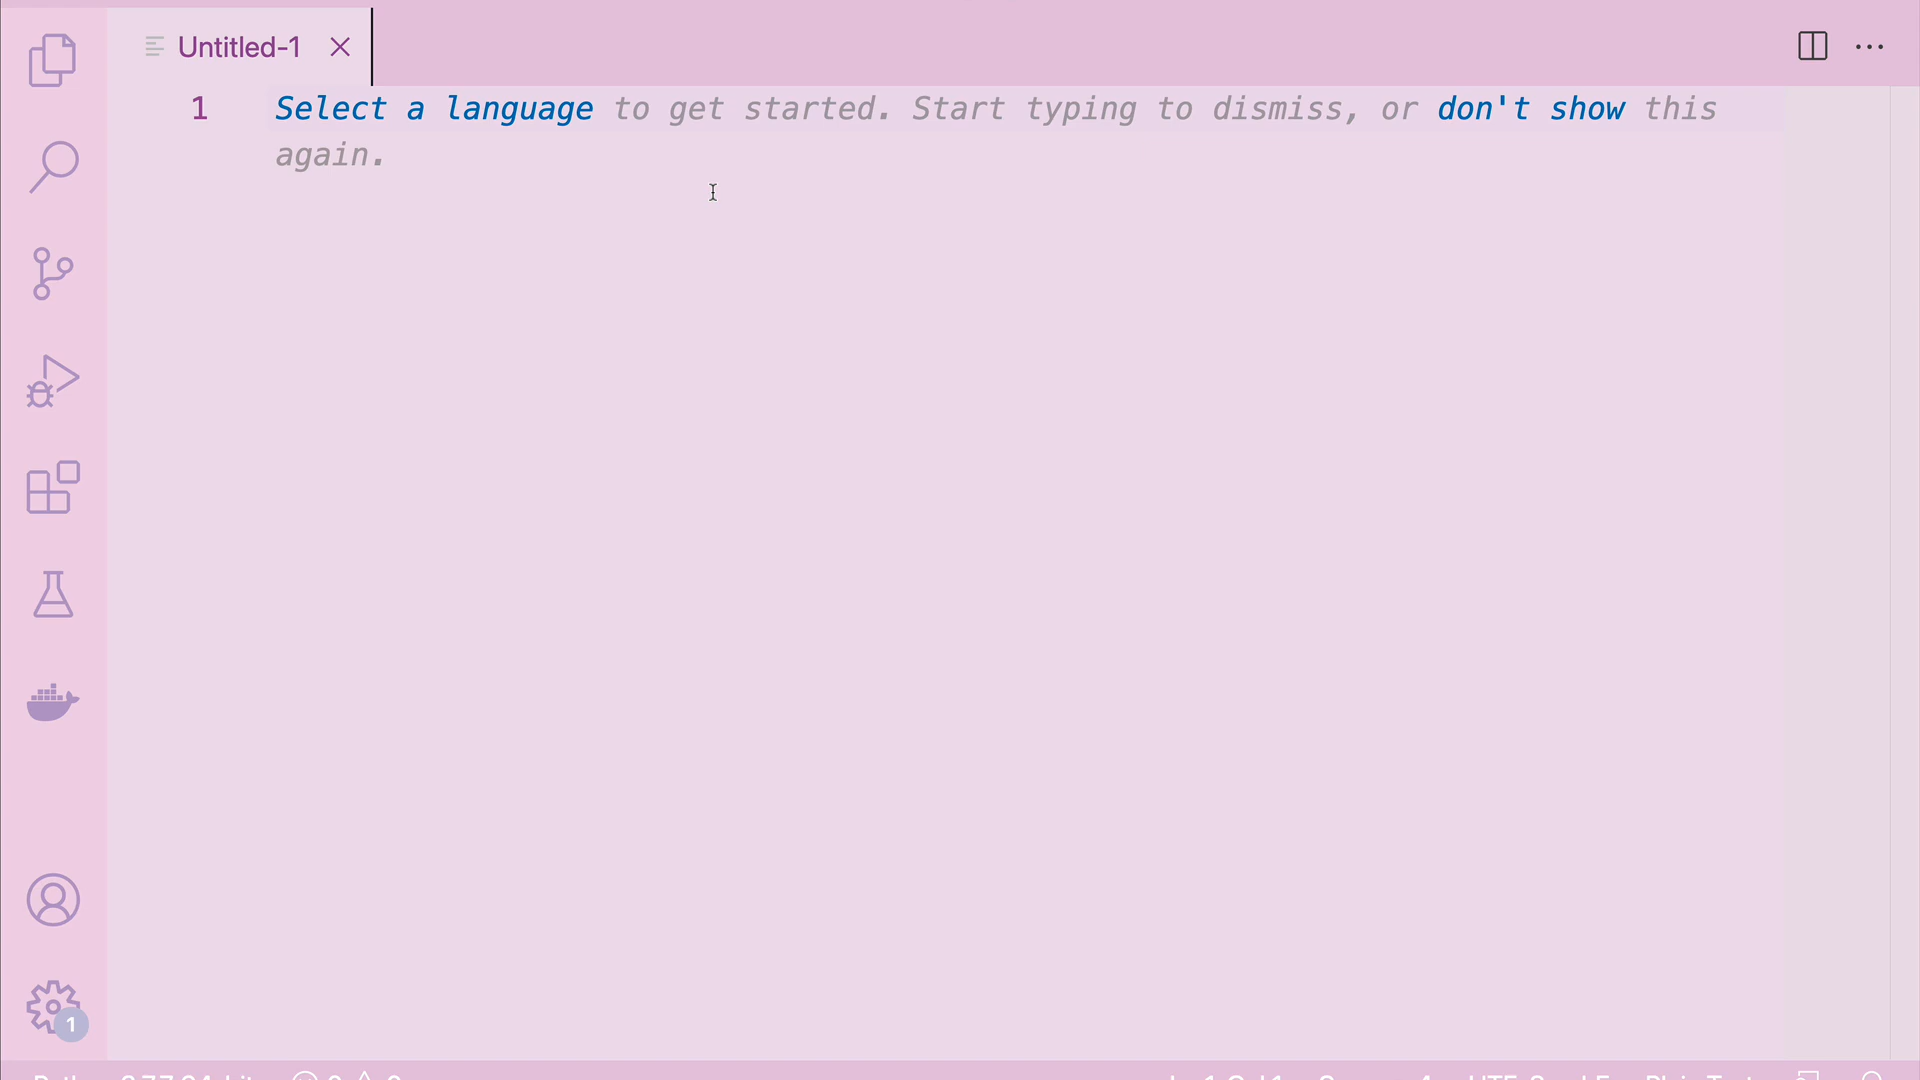 Untitled-1
1 Select a language to get started. Start typing to dismiss, or don't show this
again.
1